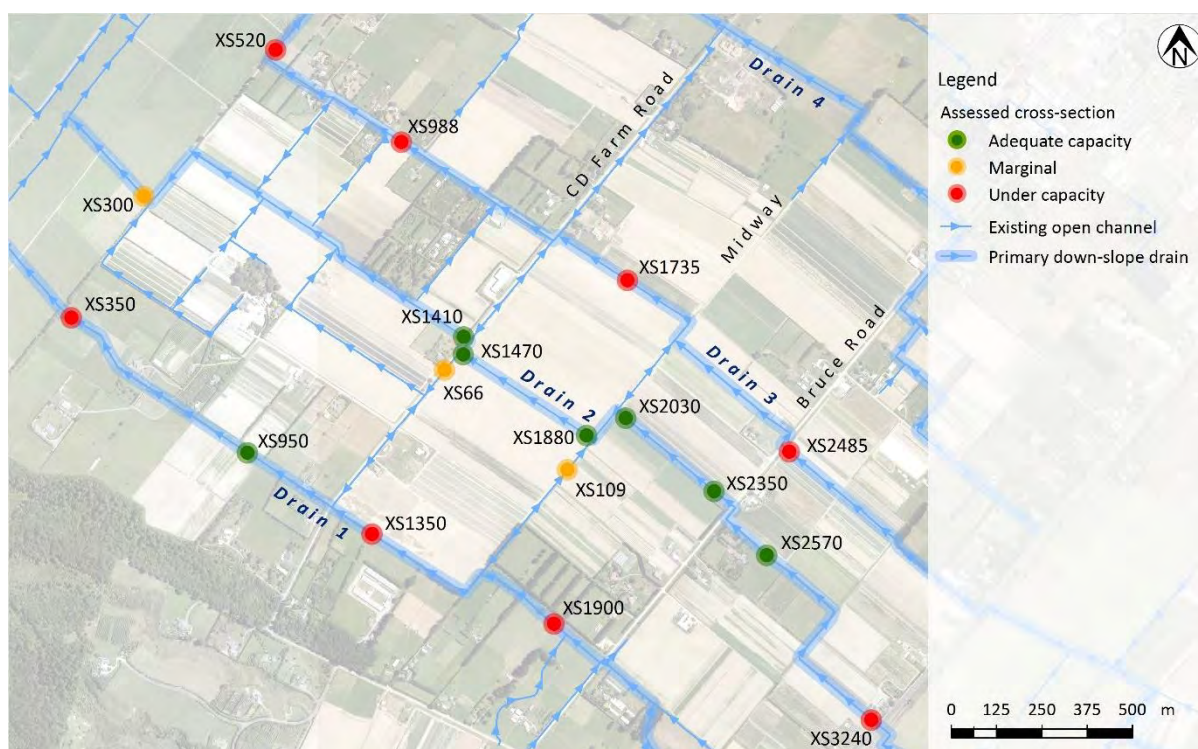 XS520
XS988
CD Farm Road
Drain 4
XS300
Midway
XS1735
XS350
XS1410
XS1470
Bruce Road
XS66
Drain 2
Drain 3
XS2030
XS950
XS1880
XS2485
XS109
XS2350
Drain 1
XS1350
XS2570
XS1900
XS3240
N
Legend
Assessed cross-section
Adequate capacity
Marginal
Under capacity
Existing open channel
Primary down-slope drain
0 125 250 375 500 m